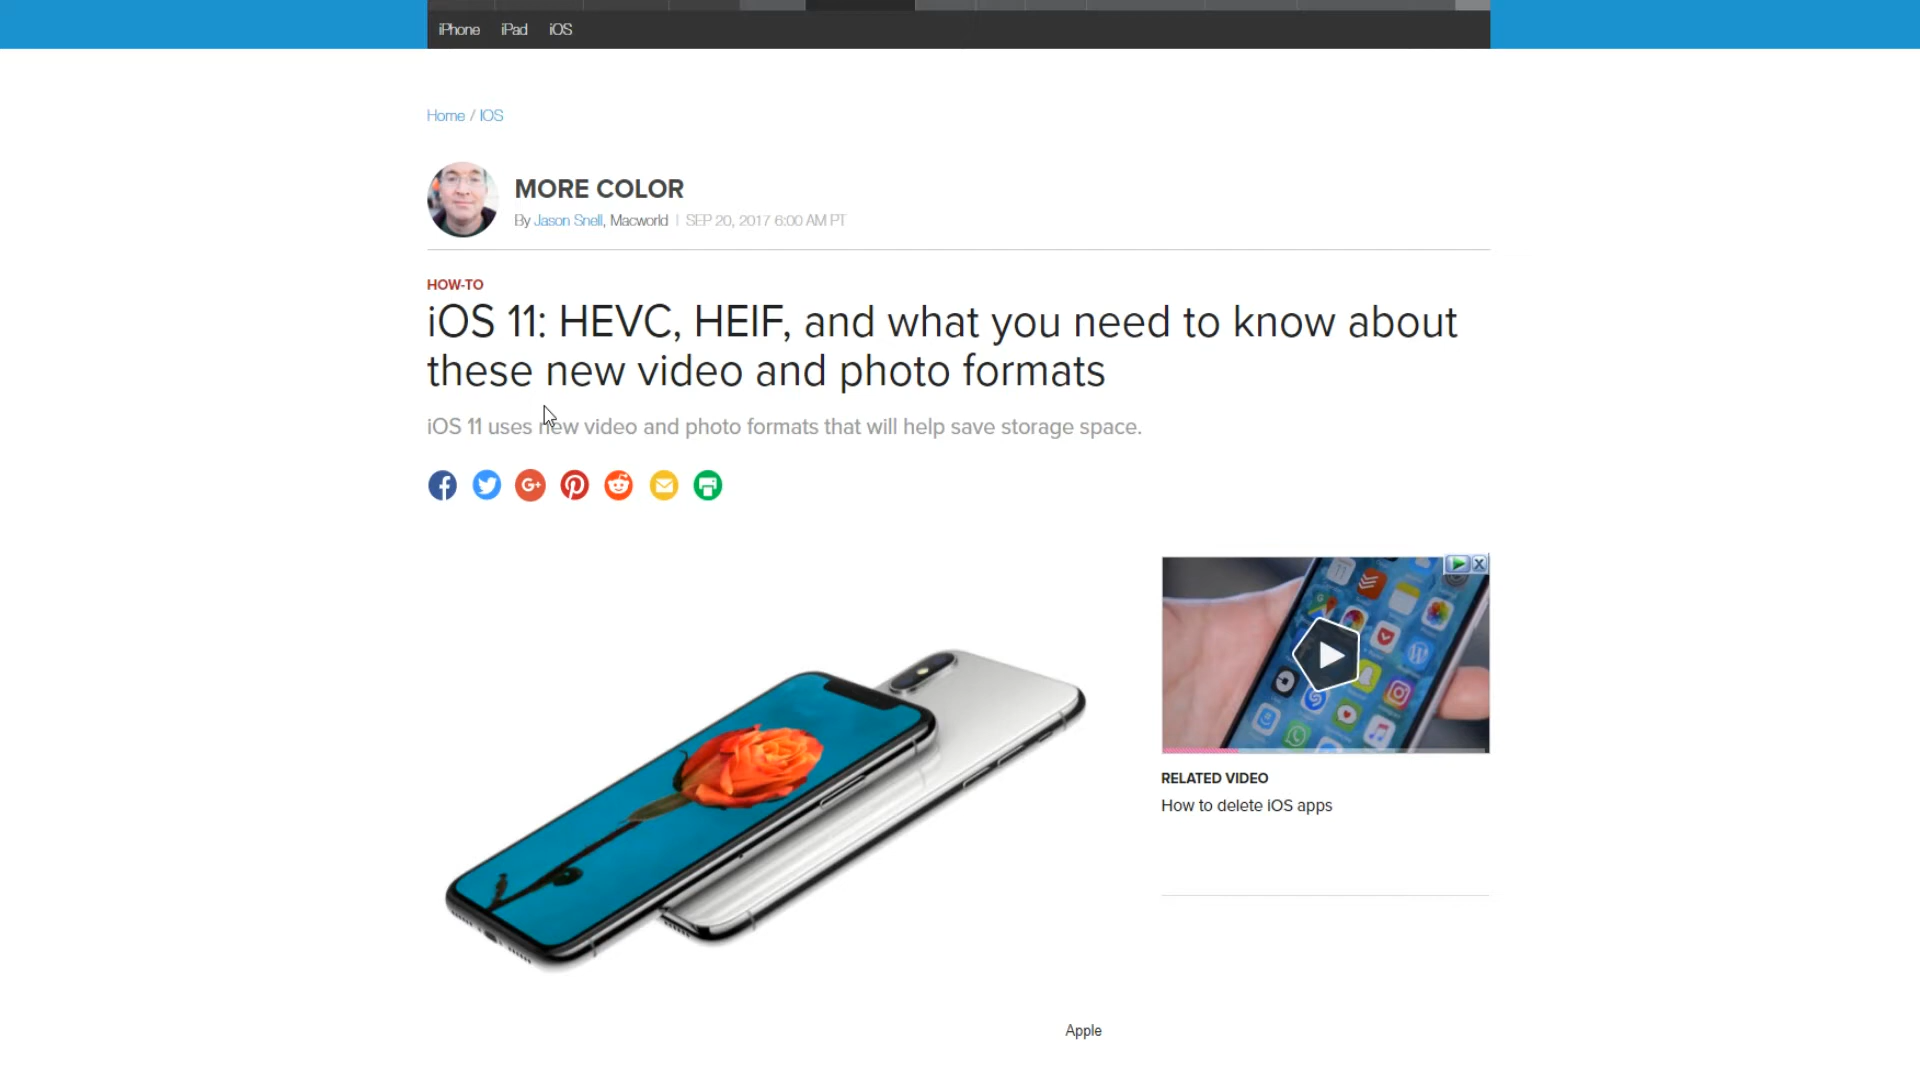 iPhone iPad iOS
Home / IOS
MORE COLOR
By Jason Snell, Macworld | SEP 20, 2017 6:00 AM PT
HOW-TO
iOS 11: HEVC, HEIF, and what you need to know about
these new video and photo formats
iOS 11 uses new video and photo formats that will help save storage space.
RELATED VIDEO
How to delete iOS apps
Apple